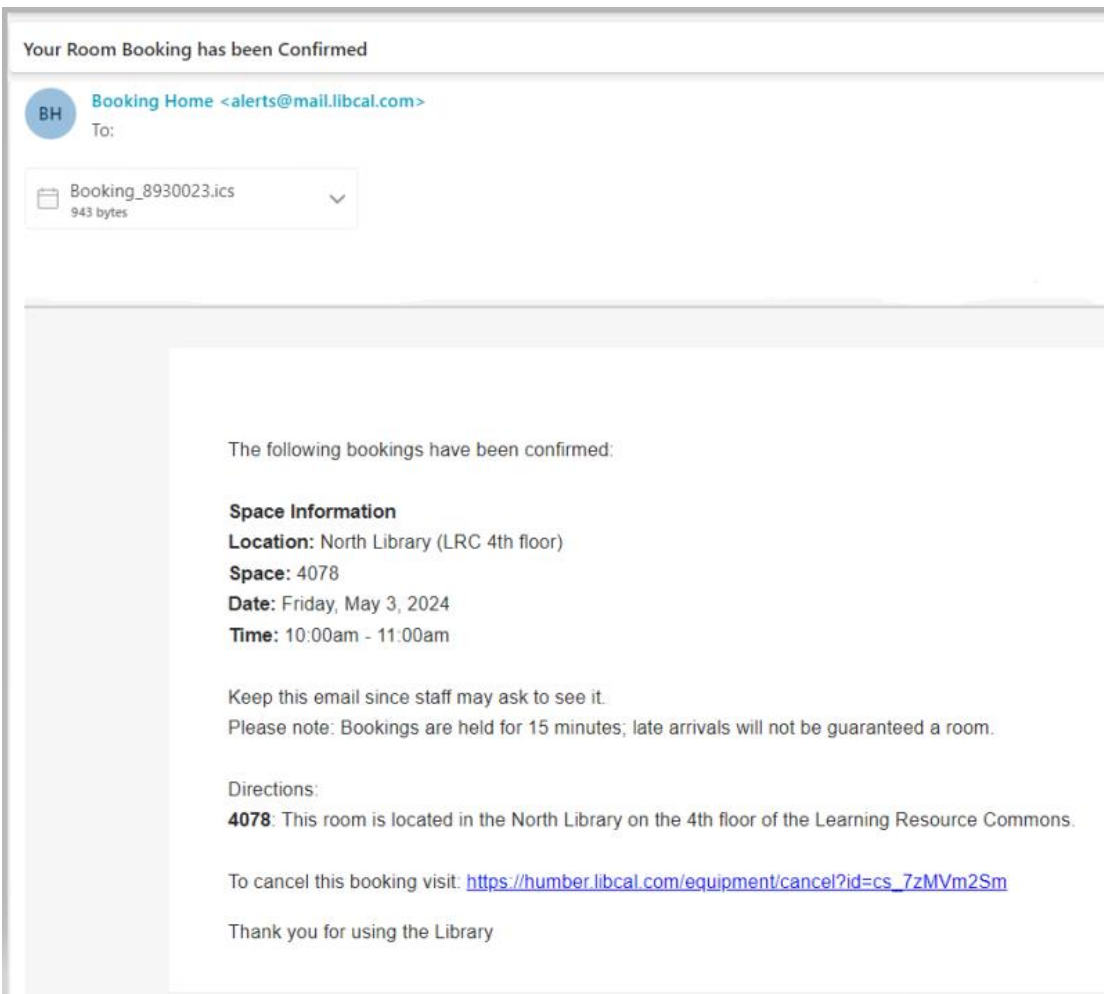 Your Room Booking has been Confirmed
BH
Booking Home <alerts@mail.libcal.com>
To:
Booking_8930023.ics
943 bytes
The following bookings have been confirmed:
Space Information
Location: North Library (LRC 4th floor)
Space: 4078
Date: Friday, May 3, 2024
Time: 10:00am - 11:00am
Keep this email since staff may ask to see it.
Please note: Bookings are held for 15 minutes; late arrivals will not be guaranteed a room.
Directions:
4078: This room is located in the North Library on the 4th floor of the Learning Resource Commons.
To cancel this booking visit: https://humber.libcal.com/equipment/cancel?id=cs_7zMVm2Sm
Thank you for using the Library